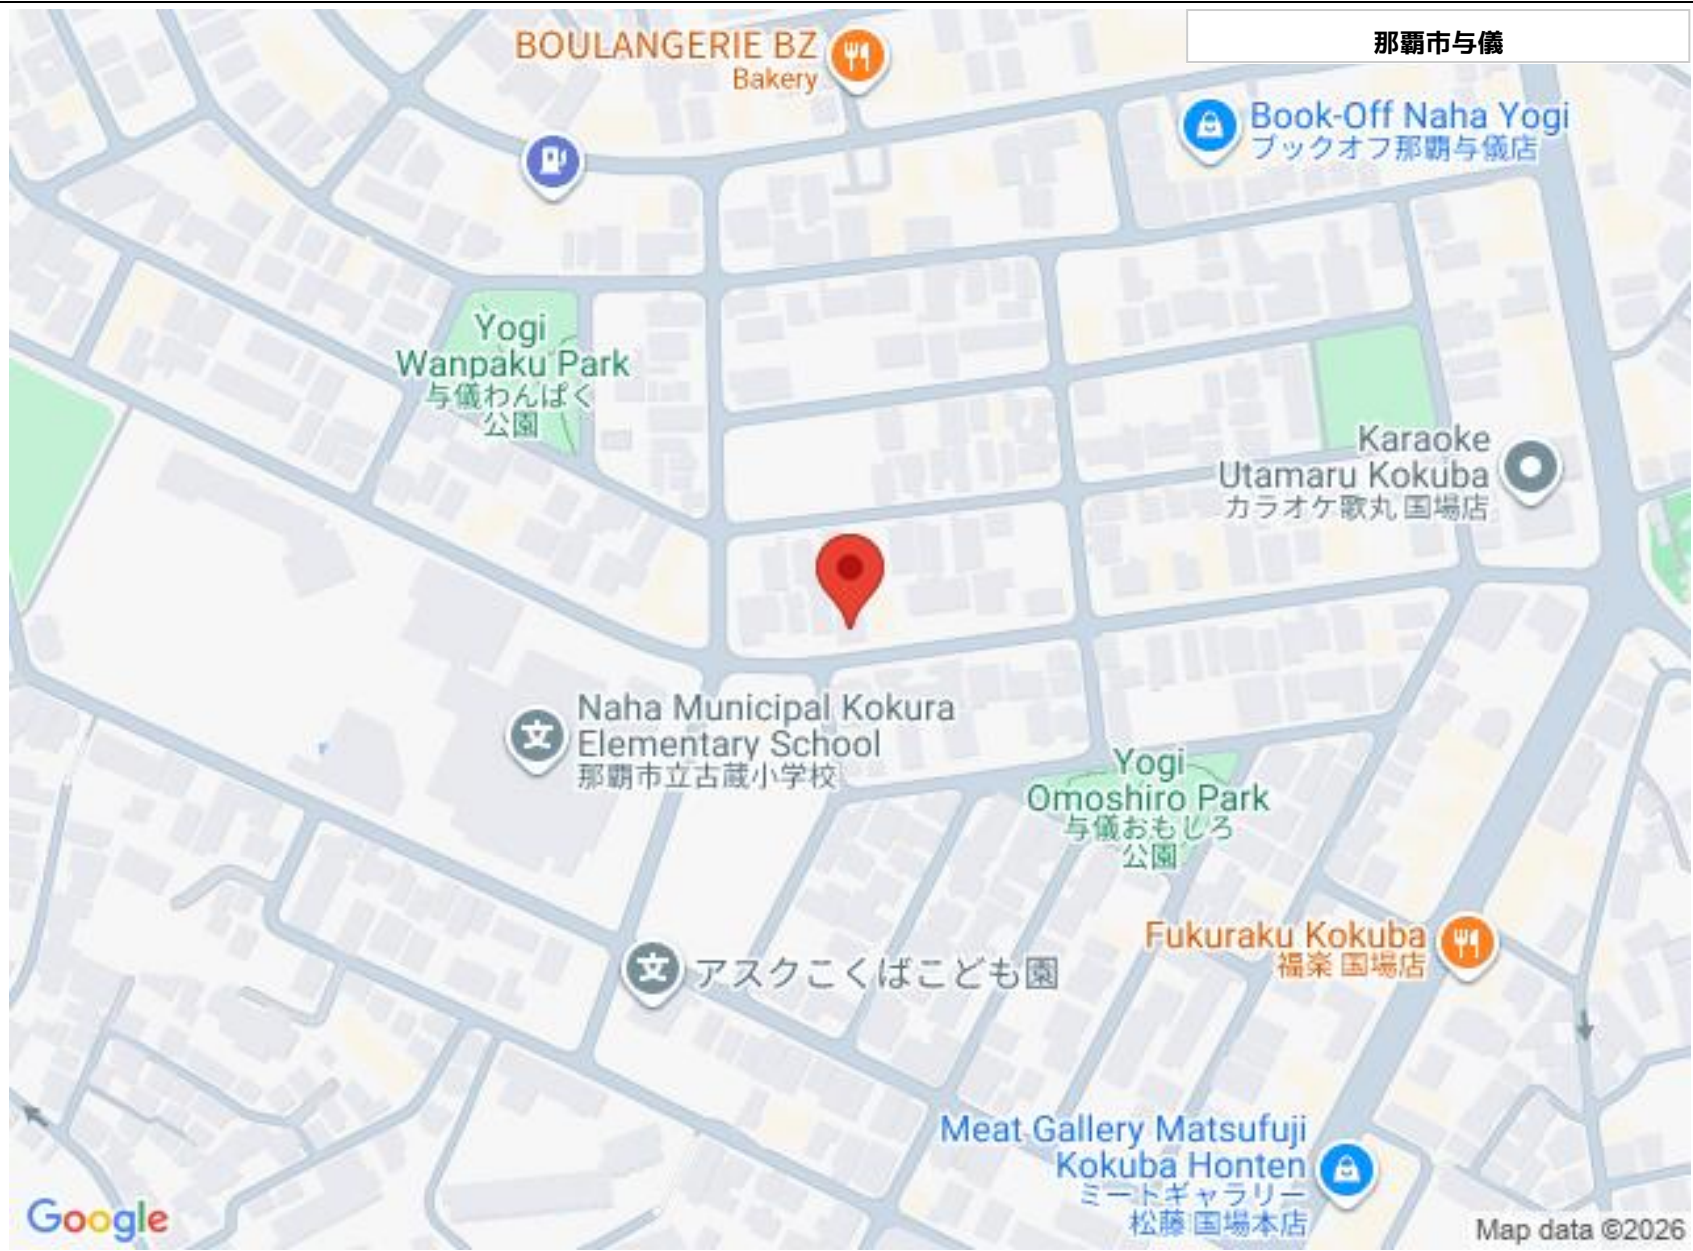 那覇市与儀
BOULANGERIE BZ
Bakery
Book-Off Naha Yogi
ブックオフ那覇与儀店
Yogi
Wanpaku Park
与儀わんぱく
公園
Karaoke
Utamaru Kokuba
カラオケ歌丸 国場店
Naha Municipal Kokura
Elementary School
那覇市立古蔵小学校
文
Yogi
Omoshiro Park
与儀おもしろ
公園
Fukuraku Kokuba
福楽 国場店
文
アスクこくばこども園
Meat Gallery Matsufuji
Kokuba Honten
ミートギャラリー
松藤 国場本店
Google
Map data ©2026